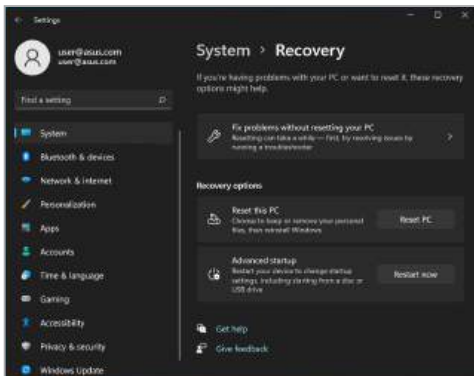 Settings
user@asus.com
user@asus.com
Find a setting
System
Bluetooth & devices
Network & internet
Personalization
Apps
Accounts
Time & language
Gaming
Accessibility
Privacy & security
Windows Update
System > Recovery
If you're having problems with your PC or want to reset it, these recovery
options might help.
Fix problems without resetting your PC
Resetting can take a while — first, try resolving issues by
running a troubleshooter
Recovery options
Reset this PC
Choose to keep or remove your personal
files, then reinstall Windows
Reset PC
Advanced startup
Restart your device to change startup
settings, including starting from a disc or
USB drive
Restart now
Get help
Give feedback